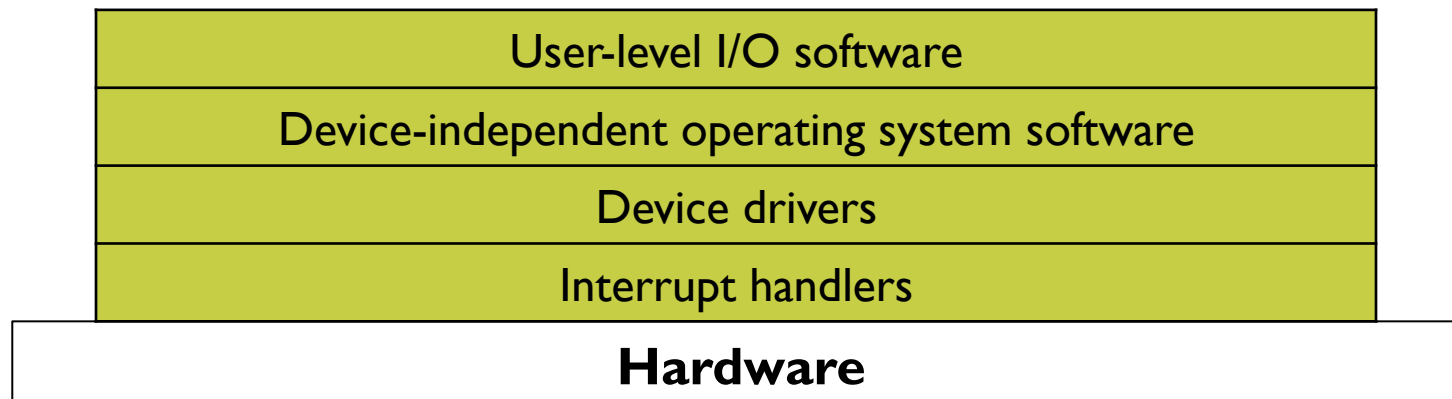 User-level I/O software
Device-independent operating system software
Device drivers
Interrupt handlers
Hardware